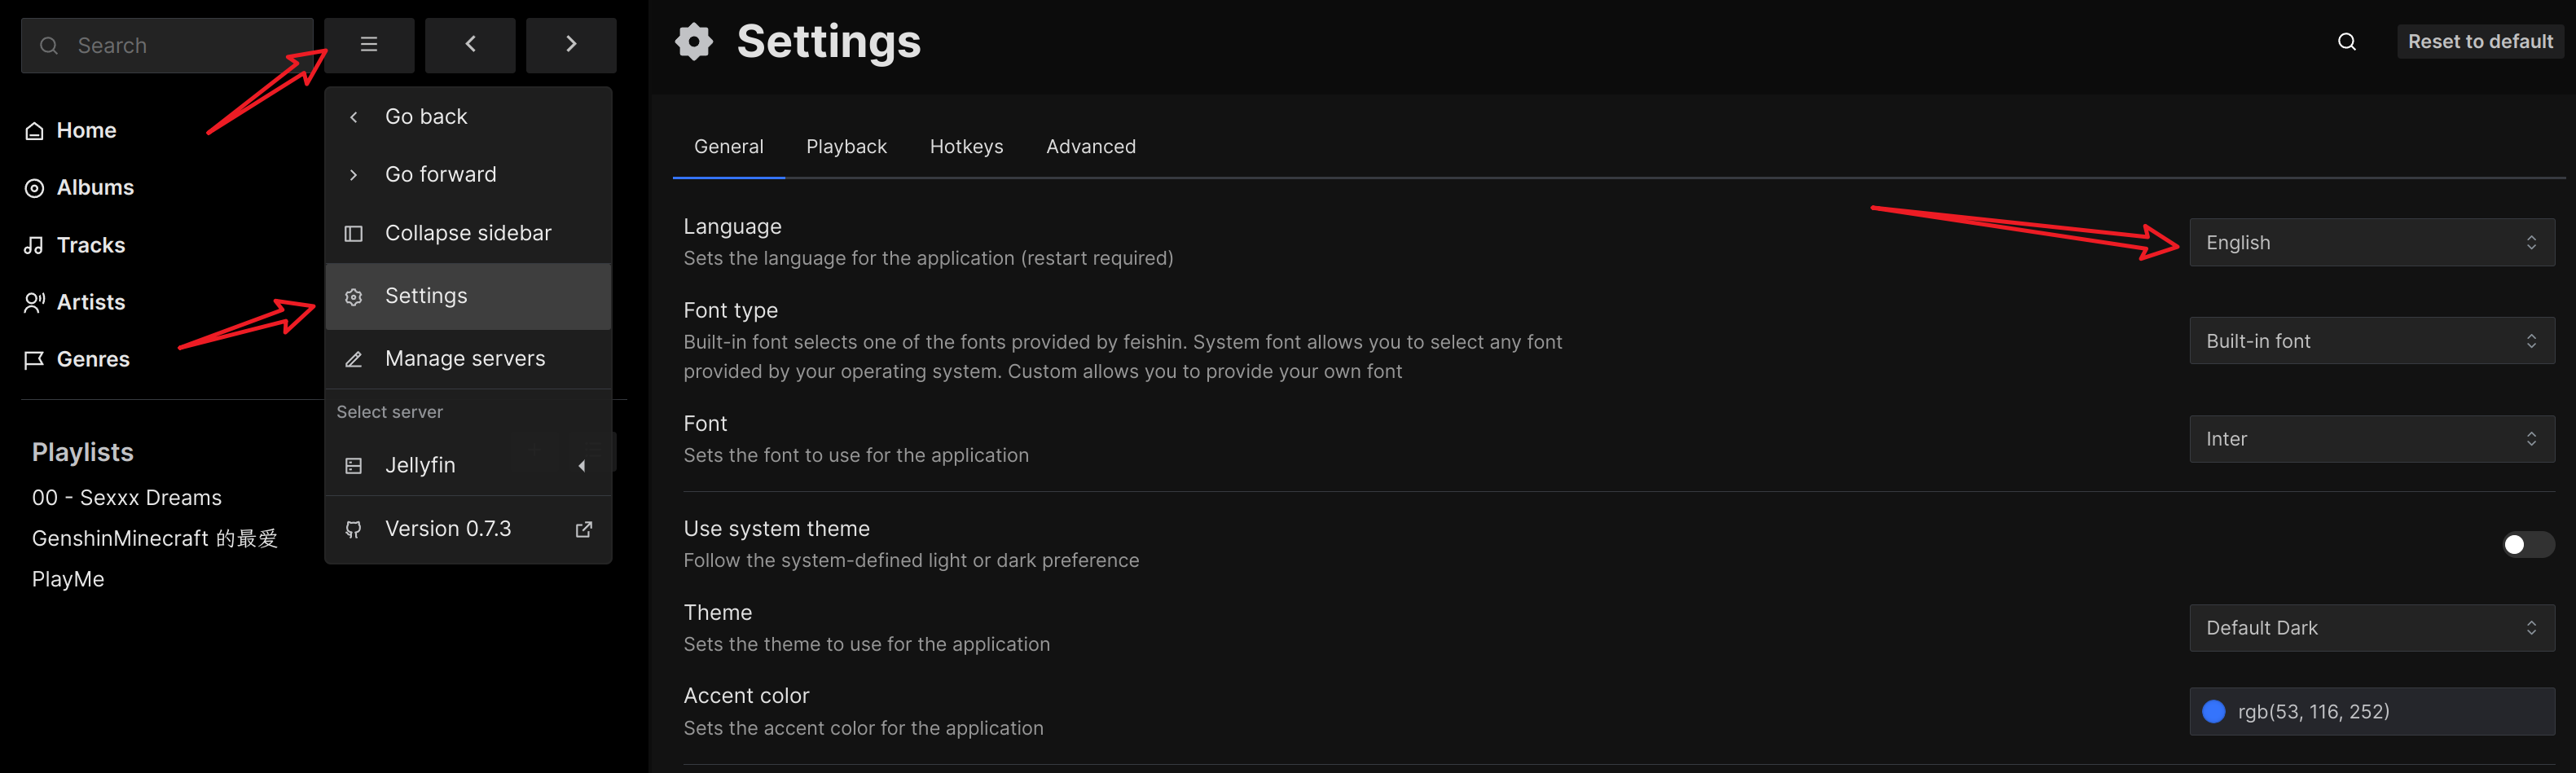 Search
Home
Albums
Tracks
Artists
Genres
Playlists
00 - Sexxx Dreams
GenshinMinecraft 的最爱
PlayMe
Go back
Go forward
Collapse sidebar
Settings
Manage servers
Select server
Jellyfin
Version 0.7.3
Settings
Reset to default
General Playback Hotkeys Advanced
Language
Sets the language for the application (restart required)
English
Font type
Built-in font selects one of the fonts provided by feishin. System font allows you to select any font
provided by your operating system. Custom allows you to provide your own font
Built-in font
Font
Sets the font to use for the application
Inter
Use system theme
Follow the system-defined light or dark preference
Theme
Sets the theme to use for the application
Default Dark
Accent color
Sets the accent color for the application
rgb(53, 116, 252)